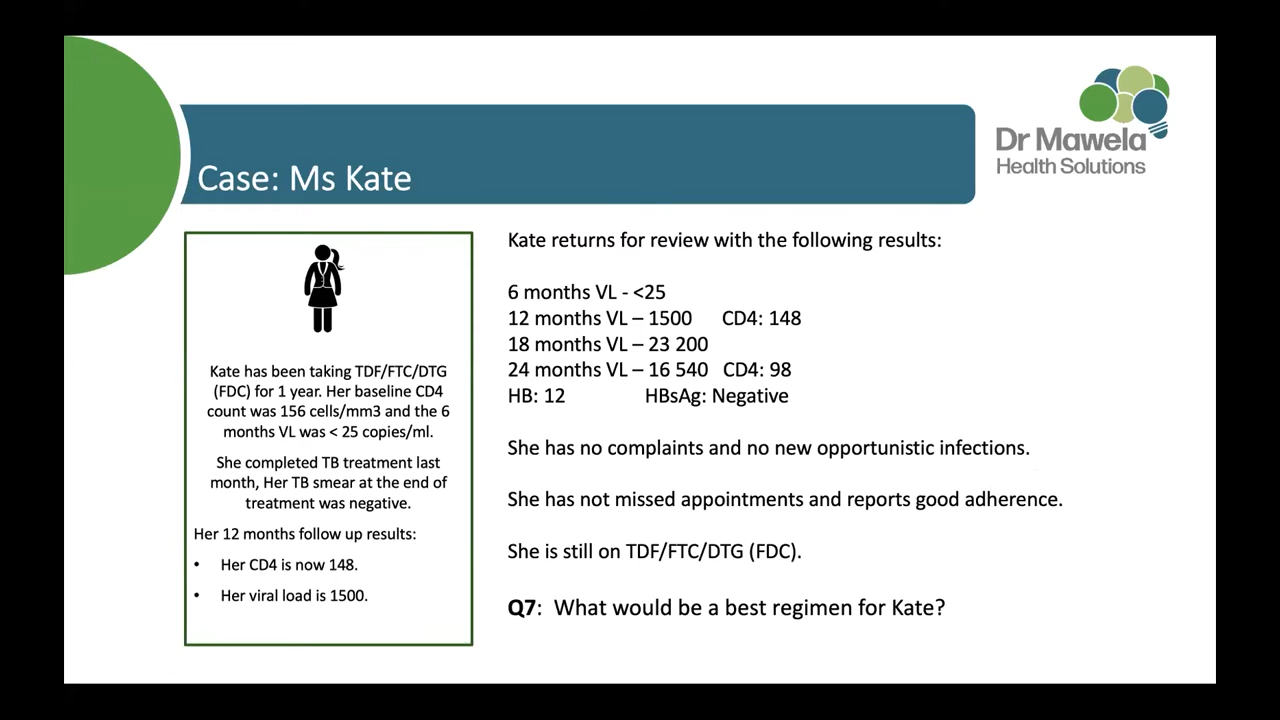 Dr Mawela
Health Solutions
Case: Ms Kate
Kate has been taking TDF/FTC/DTG
(FDC) for 1 year. Her baseline CD4
count was 156 cells/mm3 and the 6
months VL was < 25 copies/ml.
She completed TB treatment last
month, Her TB smear at the end of
treatment was negative.
Her 12 months follow up results:
• Her CD4 is now 148.
• Her viral load is 1500.
Kate returns for review with the following results:
6 months VL - <25
12 months VL – 1500 CD4: 148
18 months VL – 23 200
24 months VL – 16 540 CD4: 98
HB: 12 HBsAg: Negative
She has no complaints and no new opportunistic infections.
She has not missed appointments and reports good adherence.
She is still on TDF/FTC/DTG (FDC).
Q7: What would be a best regimen for Kate?